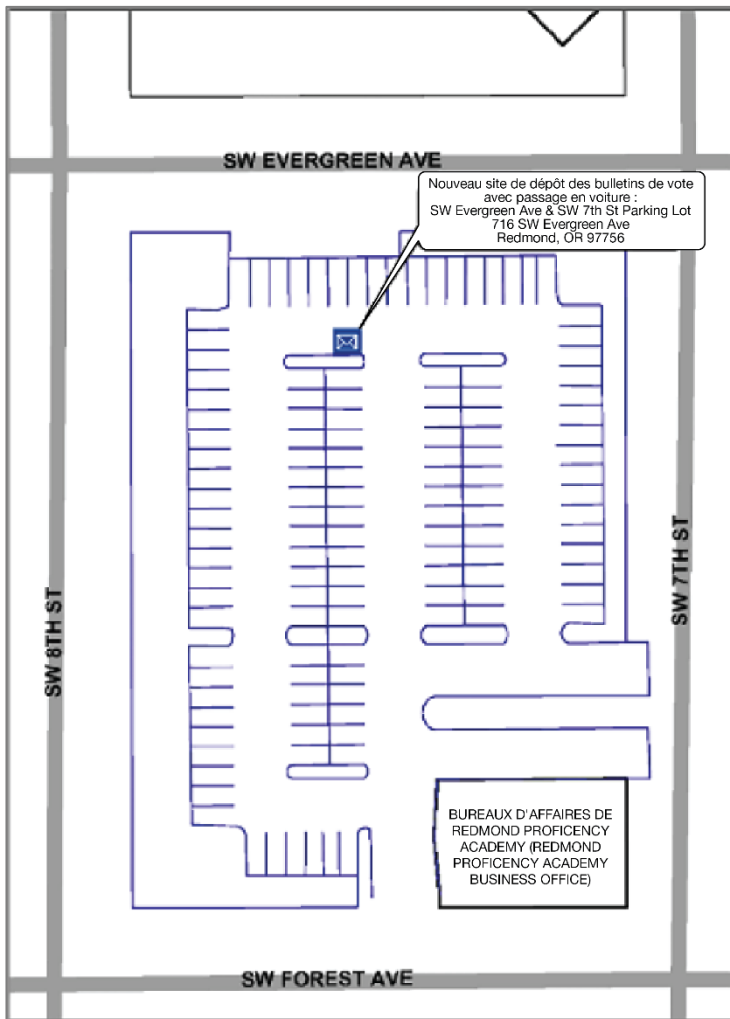 SW EVERGREEN AVE
Nouveau site de dépôt des bulletins de vote
avec passage en voiture :
SW Evergreen Ave & SW 7th St Parking Lot
716 SW Evergreen Ave
Redmond, OR 97756
SW 8TH ST
SW 7TH ST
BUREAUX D'AFFAIRES DE
REDMOND PROFICENCY
ACADEMY (REDMOND
PROFICENCY ACADEMY
BUSINESS OFFICE)
SW FOREST AVE